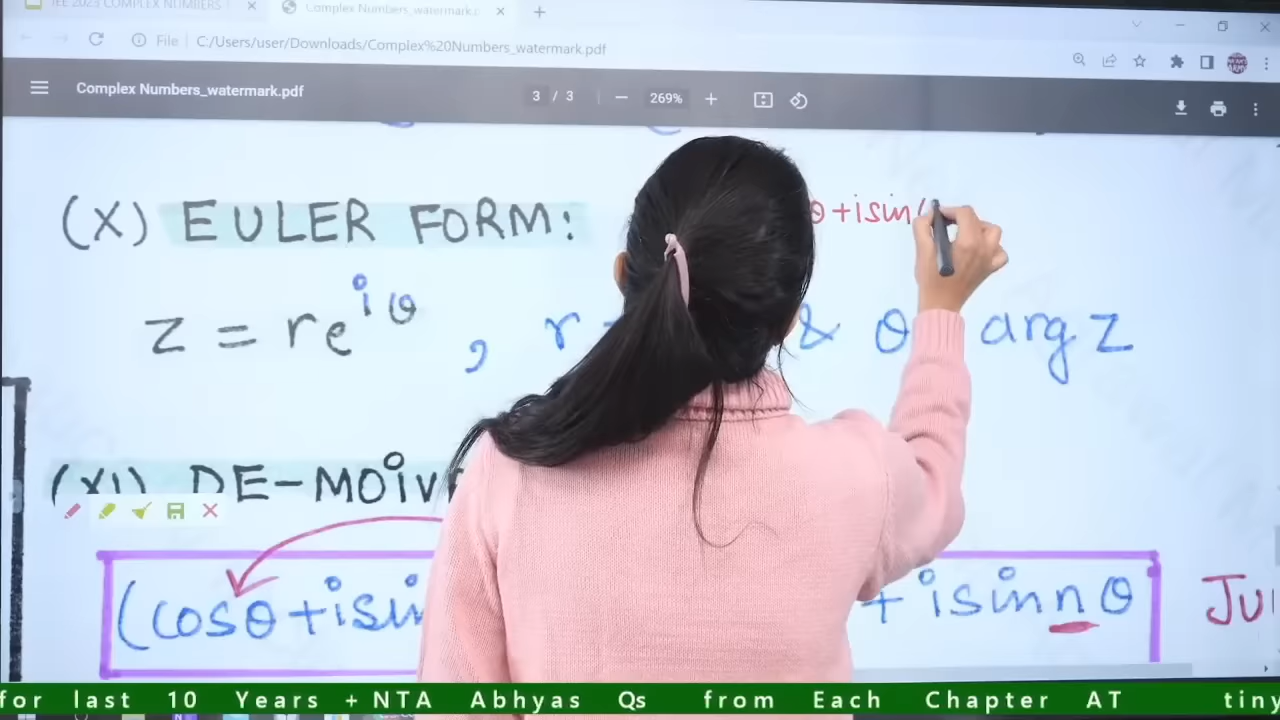 JEE 2023 COMPLEX NUMBERS
Complex Numbers_watermark.p
File C:/Users/user/Downloads/Complex%20Numbers_watermark.pdf
Complex Numbers_watermark.pdf 3 / 3 269%
(X) EULER FORM: θ+isin(
z = re^{iθ} , r & θ arg z
(XI) DE-MOIV
(cosθ+isin + isin nθ Ju
for last 10 Years + NTA Abhyas Qs from Each Chapter AT tiny